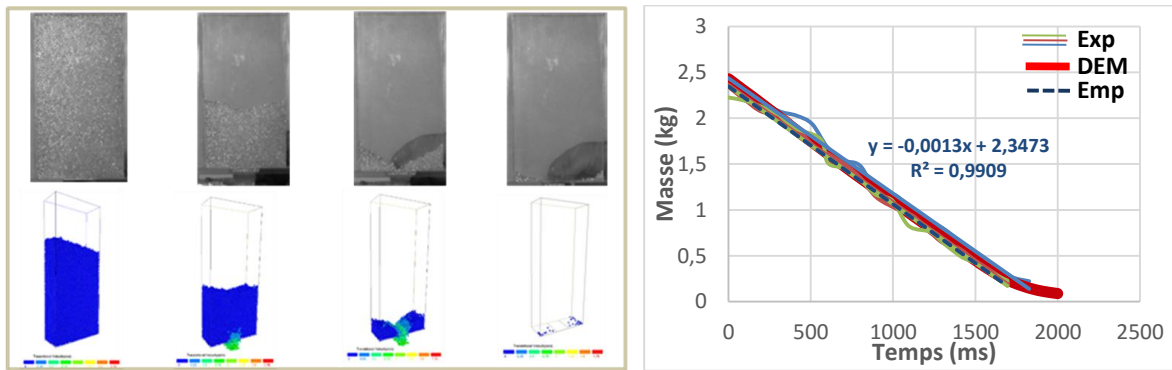 3
2,5
2
1,5
1
0,5
0
Masse (kg)
Exp
DEM
Emp
y = -0,0013x + 2,3473
R² = 0,9909
0 500 1000 1500 2000 2500
Temps (ms)